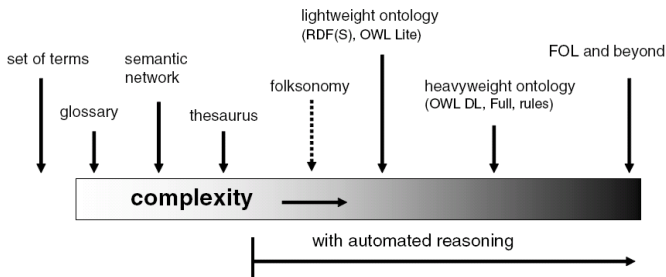 lightweight ontology
(RDF(S), OWL Lite)
FOL and beyond
set of terms
semantic
network
folksonomy
heavyweight ontology
(OWL DL, Full, rules)
glossary
thesaurus
complexity
with automated reasoning